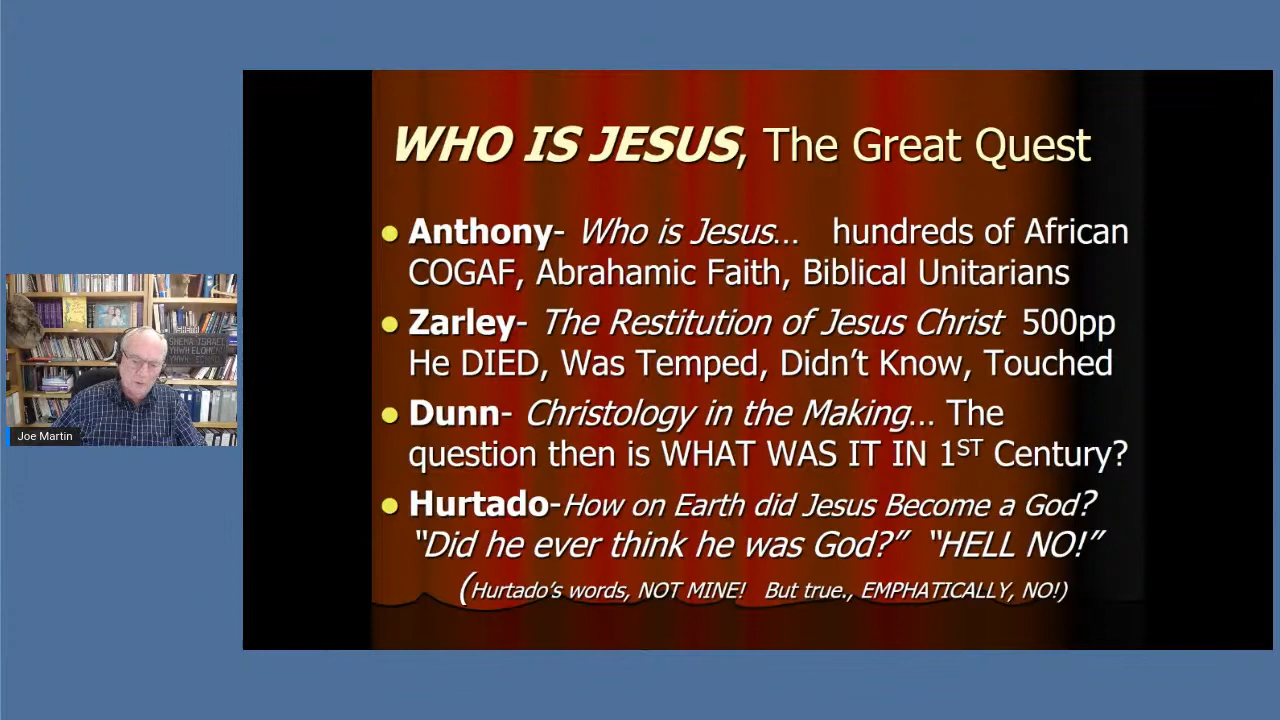 WHO IS JESUS, The Great Quest
Anthony- Who is Jesus... hundreds of African
COGAF, Abrahamic Faith, Biblical Unitarians
Zarley- The Restitution of Jesus Christ 500pp
He DIED, Was Temped, Didn't Know, Touched
Dunn- Christology in the Making... The
question then is WHAT WAS IT IN 1ST Century?
Hurtado-How on Earth did Jesus Become a God?
"Did he ever think he was God?" "HELL NO!"
(Hurtado's words, NOT MINE! But true., EMPHATICALLY, NO!)
SHEMA ISRAEL
Joe Martin